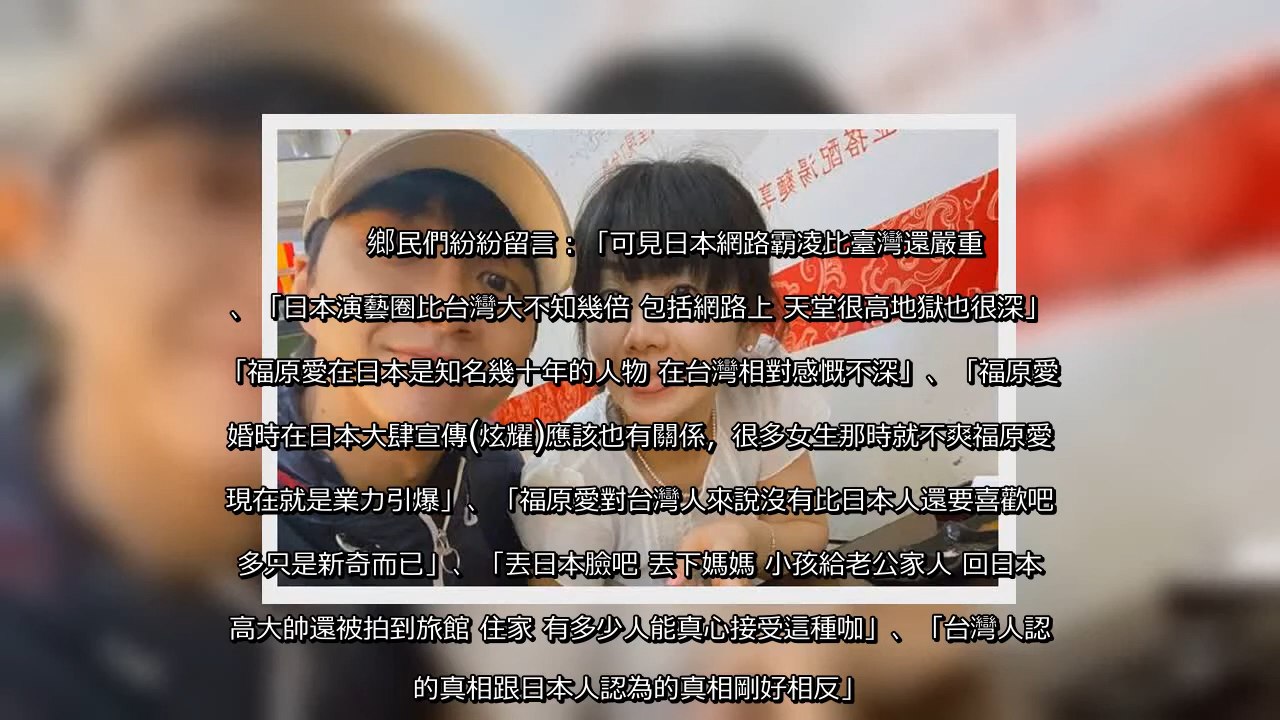 鄉民們紛紛留言：「可見日本網路霸凌比臺灣還嚴重
、「日本演藝圈比台灣大不知幾倍 包括網路上 天堂很高地獄也很深」
「福原愛在日本是知名幾十年的人物 在台灣相對感慨不深」、「福原愛
婚時在日本大肆宣傳(炫耀)應該也有關係，很多女生那時就不爽福原愛
現在就是業力引爆」、「福原愛對台灣人來說沒有比日本人還要喜歡吧
多只是新奇而已」、「丟日本臉吧 丟下媽媽 小孩給老公家人 回日本
高大帥還被拍到旅館 住家 有多少人能真心接受這種咖」、「台灣人認
的真相跟日本人認為的真相剛好相反」
搭配湯麵享